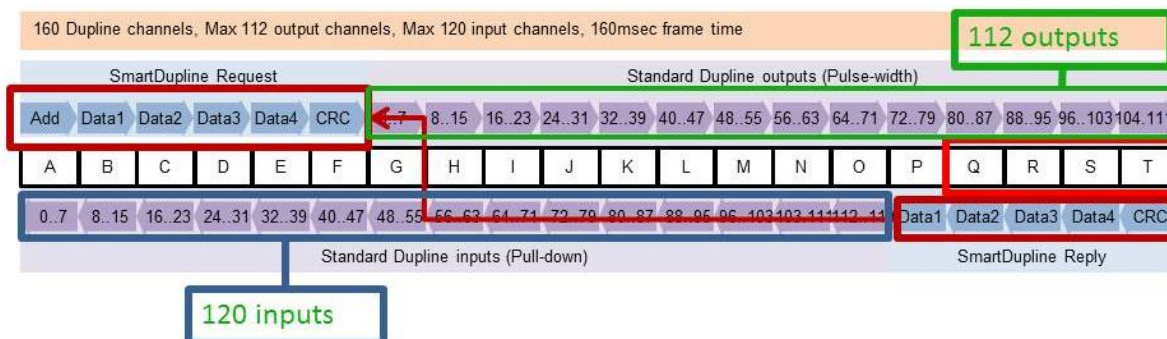 160 Dupline channels, Max 112 output channels, Max 120 input channels, 160msec frame time
112 outputs
SmartDupline Request
Standard Dupline outputs (Pulse-width)
Add Data1 Data2 Data3 Data4 CRC ..7 8..15 16..23 24..31 32..39 40..47 48..55 56..63 64..71 72..79 80..87 88..95 96..103 104.111
A B C D E F G H I J K L M N O P Q R S T
0..7 8..15 16..23 24..31 32..39 40..47 48..55 56..63 64..71 72..79 80..87 88..95 96..103 103.111 112..11 Data1 Data2 Data3 Data4 CRC
Standard Dupline inputs (Pull-down)
SmartDupline Reply
120 inputs